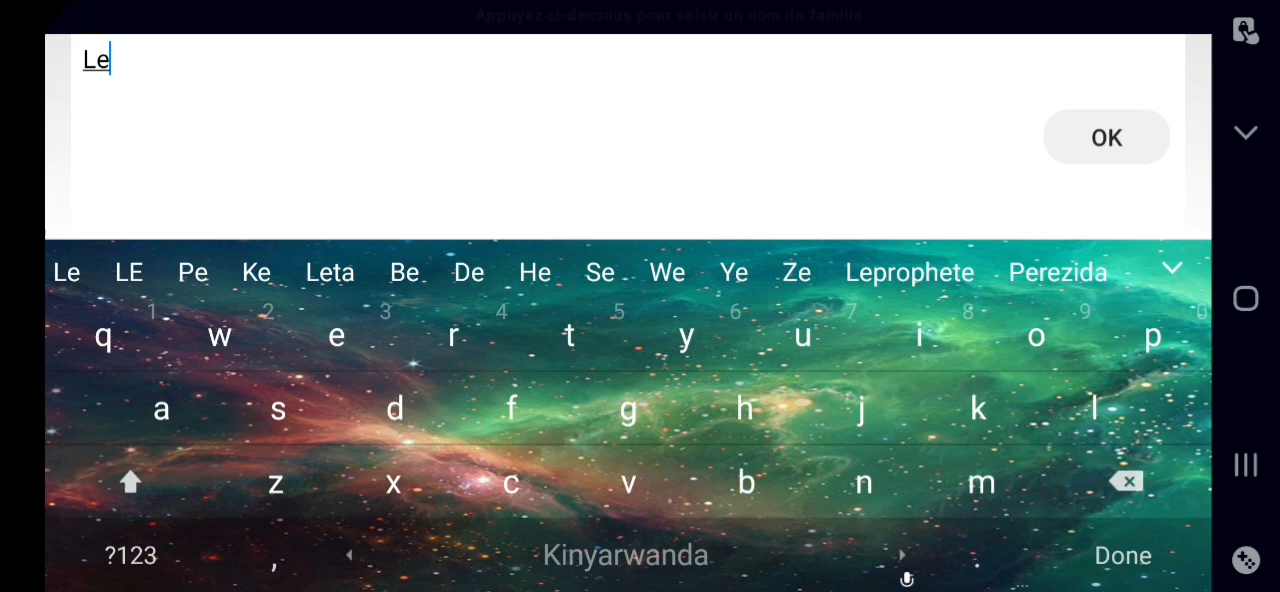 Appuyez ci-dessous pour saisir un nom de famille
Le
OK
Le LE Pe Ke Leta Be De He Se We Ye Ze Leprophete Perezida
1 2 3 4 5 6 7 8 9 0
q w e r t y u i o p
a s d f g h j k l
z x c v b n m
?123 , Kinyarwanda . Done